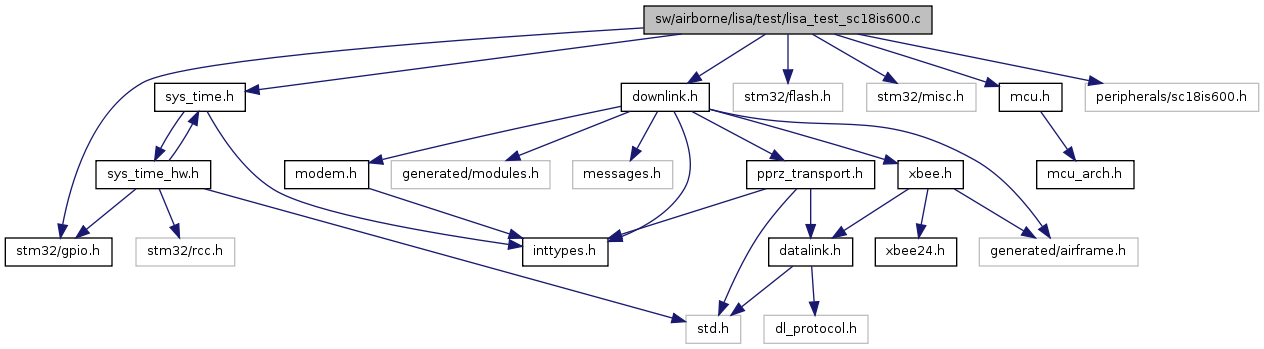 sw/airborne/lisa/test/lisa_test_sc18is600.c
sys_time.h
downlink.h
stm32/flash.h
stm32/misc.h
mcu.h
peripherals/sc18is600.h
sys_time_hw.h
modem.h
generated/modules.h
messages.h
pprz_transport.h
xbee.h
mcu_arch.h
stm32/gpio.h
stm32/rcc.h
inttypes.h
datalink.h
xbee24.h
generated/airframe.h
std.h
dl_protocol.h